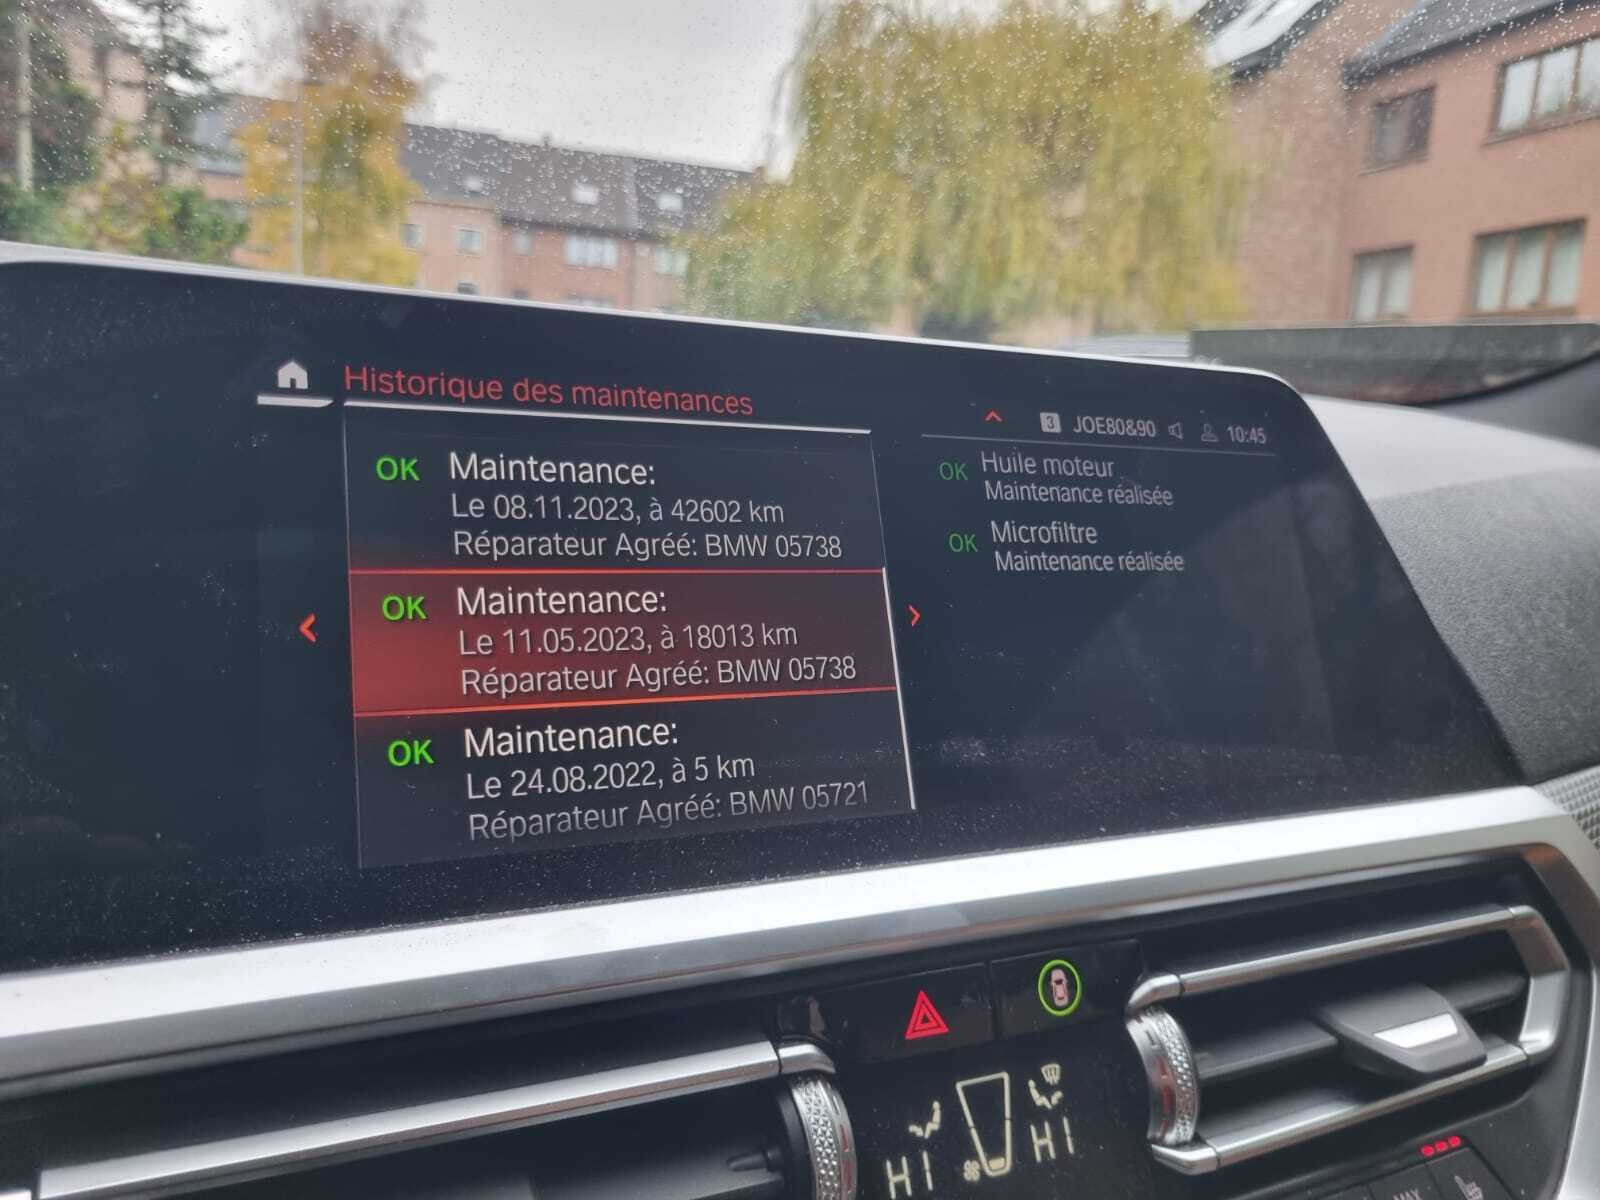 Historique des maintenances
3 JOE80&90 10:45
OK Maintenance:
Le 08.11.2023, à 42602 km
Réparateur Agréé: BMW 05738
OK Maintenance:
Le 11.05.2023, à 18013 km
Réparateur Agréé: BMW 05738
OK Maintenance:
Le 24.08.2022, à 5 km
Réparateur Agréé: BMW 05721
OK Huile moteur
Maintenance réalisée
OK Microfiltre
Maintenance réalisée
HI HI
MAX